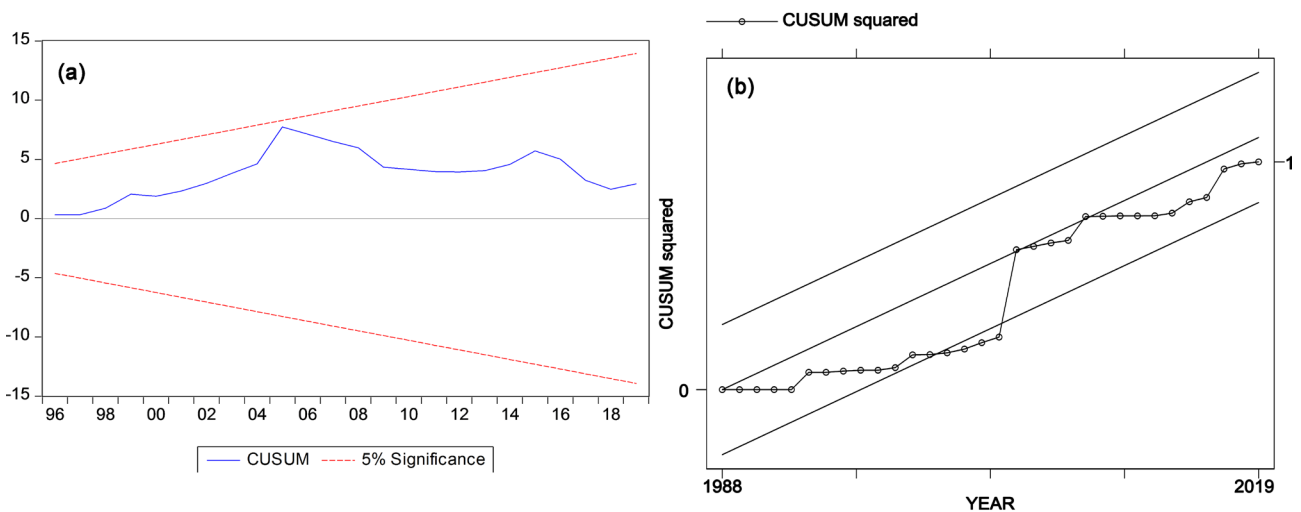 (a)
15
10
5
0
-5
-10
-15
96 98 00 02 04 06 08 10 12 14 16 18
CUSUM 5% Significance
CUSUM squared
(b)
CUSUM squared
1
0
1988 2019
YEAR